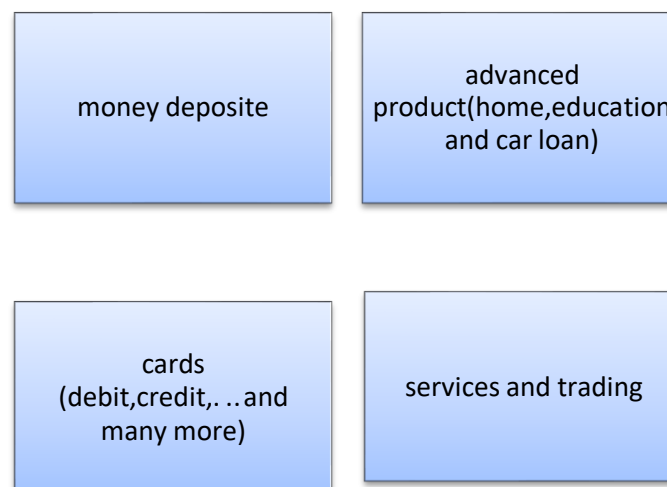 money deposite
advanced
product(home,education
and car loan)
cards
(debit,credit,. ..and
many more)
services and trading